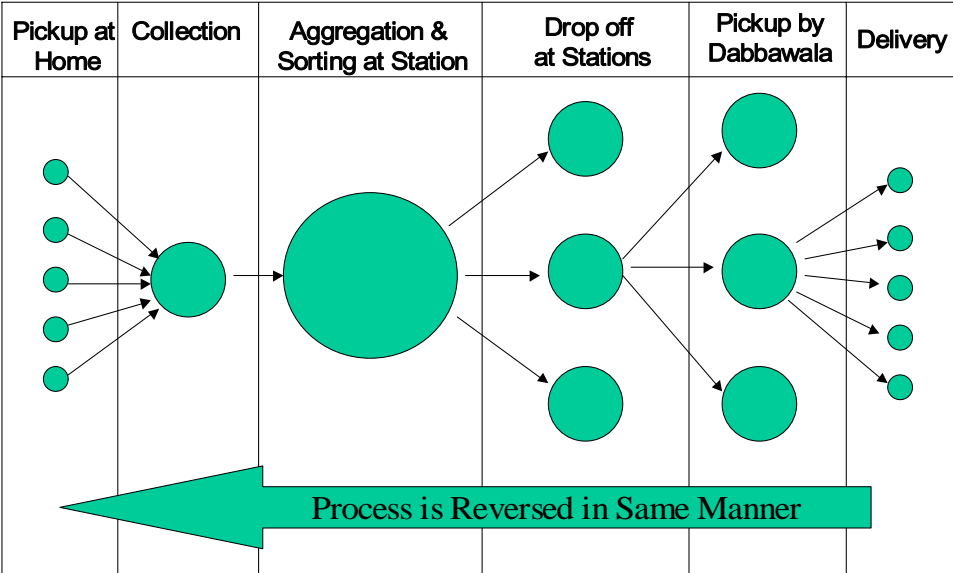 Pickup at
Home
Collection
Aggregation &
Sorting at Station
Drop off
at Stations
Pickup by
Dabbawala
Delivery
Process is Reversed in Same Manner